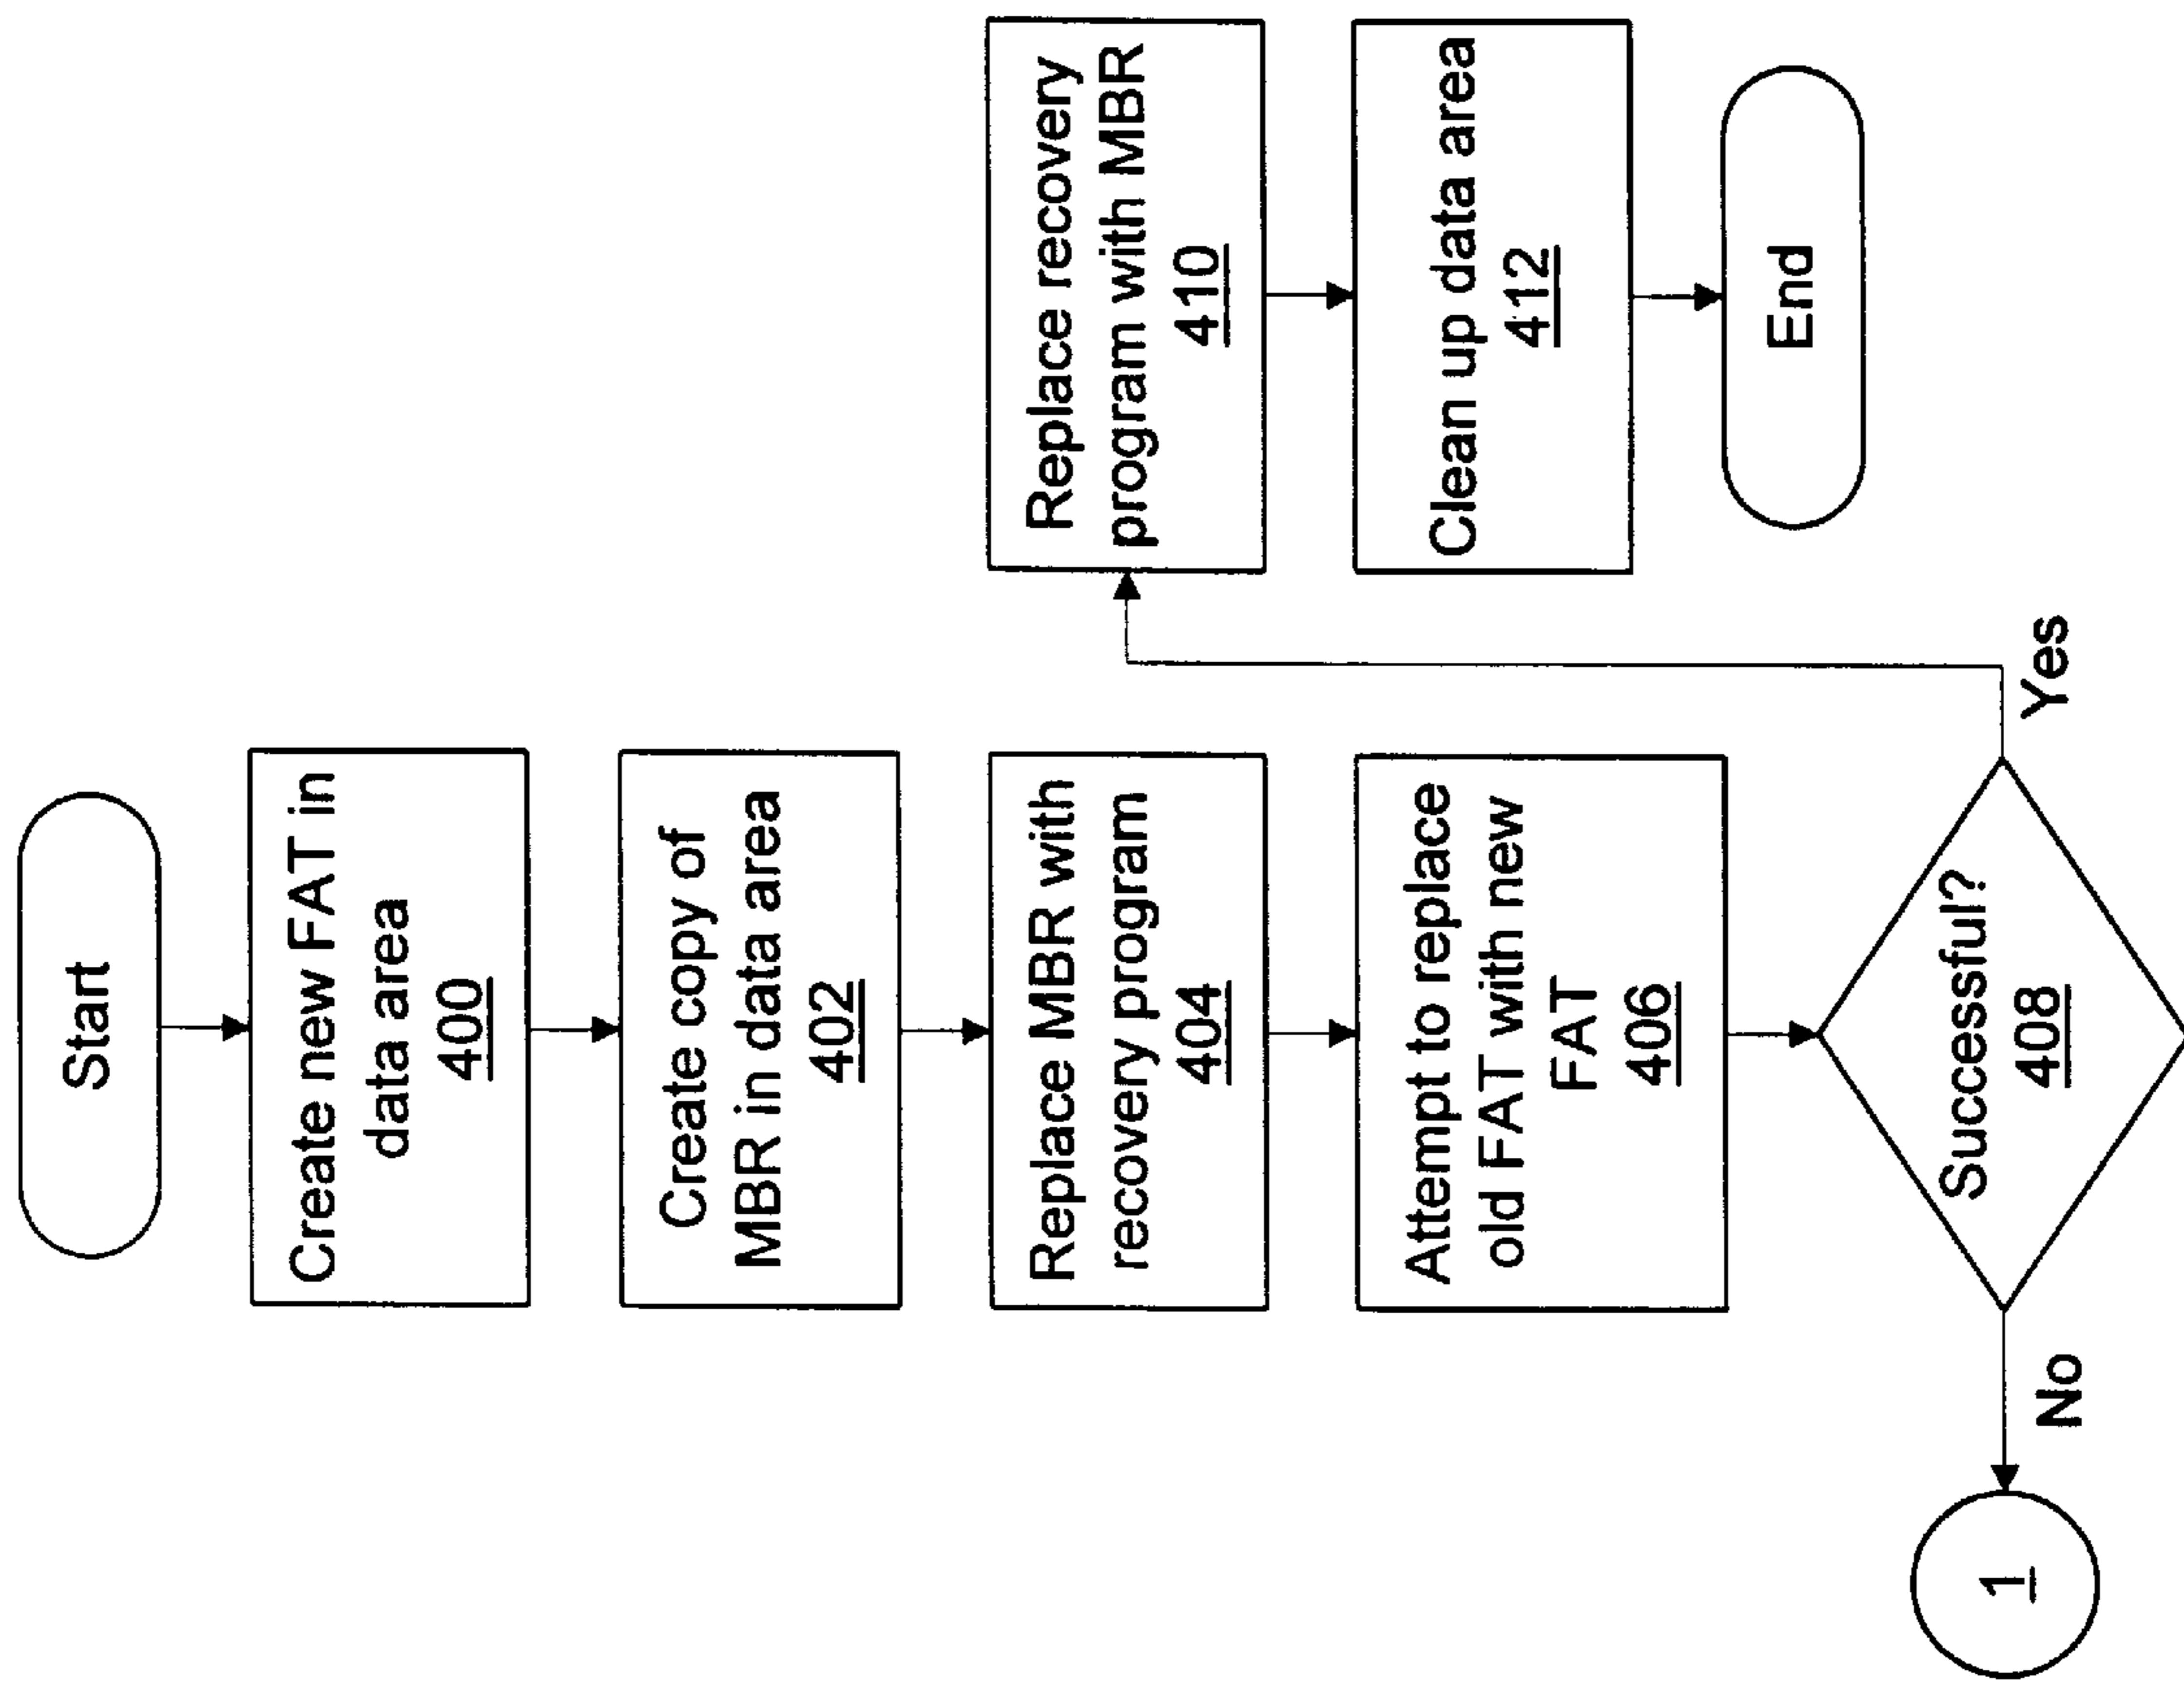 Start
Create new FAT in
data area
400
Create copy of
MBR in data area
402
Replace MBR with
recovery program
404
Attempt to replace
old FAT with new
FAT
406
Successful?
408
No
1
Yes
Replace recovery
program with MBR
410
Clean up data area
412
End